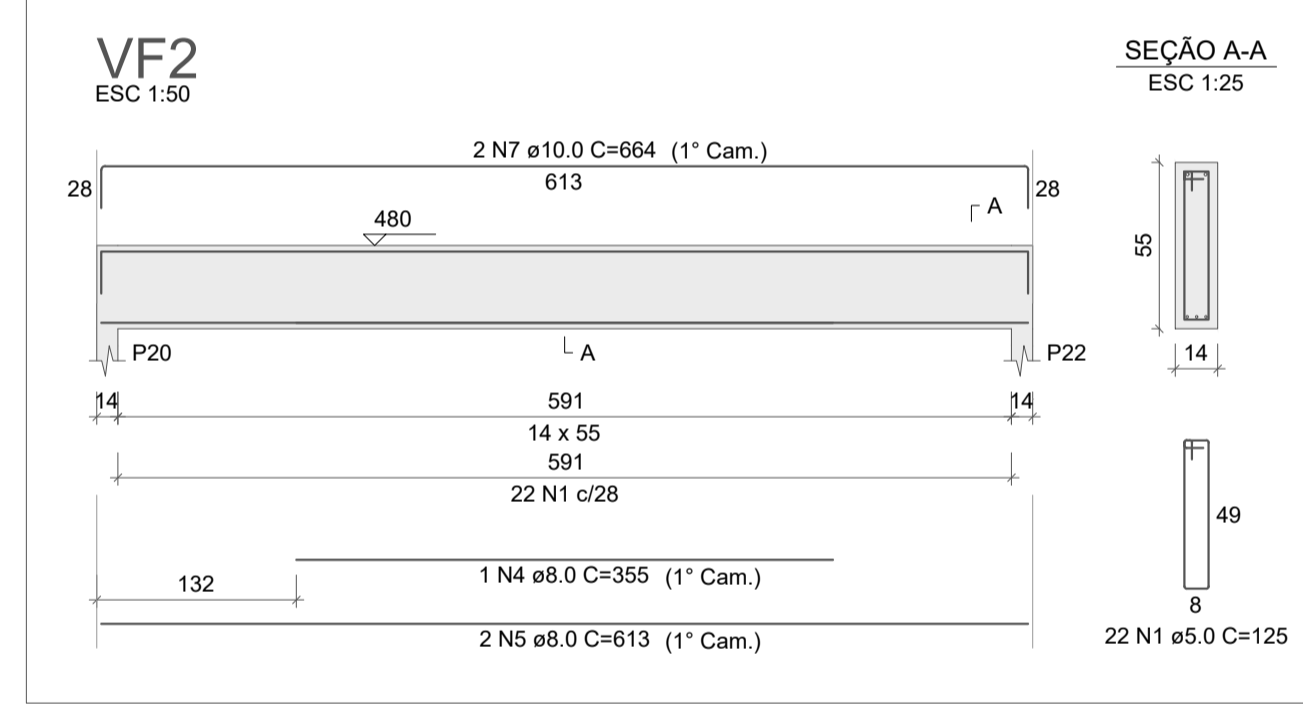 VF2
ESC 1:50
SEÇÃO A-A
ESC 1:25
2 N7 ø10.0 C=664 (1° Cam.)
28
613
28
A
480
55
P20
A
P22
14
14
591
14
14 x 55
591
22 N1 c/28
49
132
1 N4 ø8.0 C=355 (1° Cam.)
8
2 N5 ø8.0 C=613 (1° Cam.)
22 N1 ø5.0 C=125